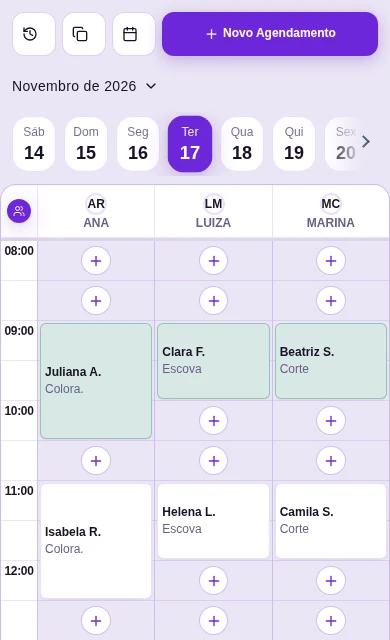 Novo Agendamento
Novembro de 2026
Sáb Dom Seg Ter Qua Qui Sex
14 15 16 17 18 19 20
AR LM MC
ANA LUIZA MARINA
08:00
09:00
Juliana A.
Colora.
Clara F.
Escova
Beatriz S.
Corte
10:00
11:00
Isabela R.
Colora.
Helena L.
Escova
Camila S.
Corte
12:00